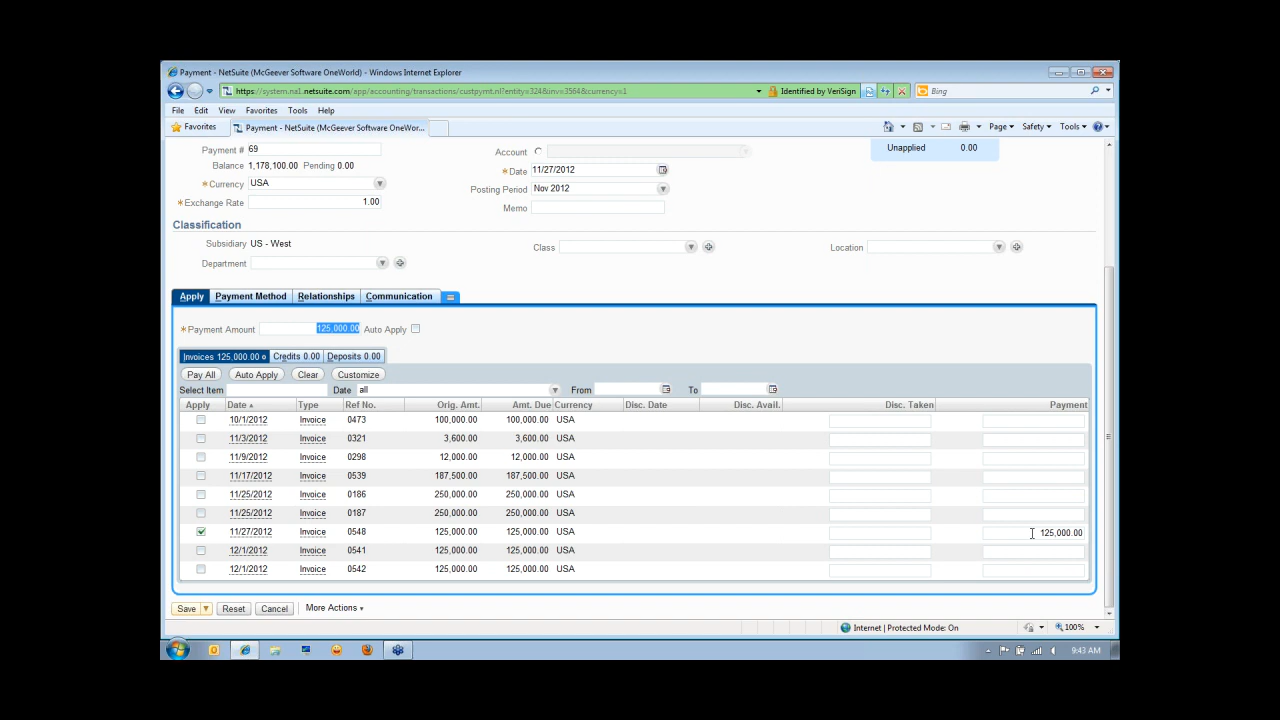 Payment - NetSuite (McGeever Software OneWorld) - Windows Internet Explorer
https://system.na1.netsuite.com/app/accounting/transactions/custpymt.nl?entity=324&inv=3564&currency=1 Identified by VeriSign Bing
File Edit View Favorites Tools Help
Favorites Payment - NetSuite (McGeever Software OneWor... Page Safety Tools
Payment # 69 Account Unapplied 0.00
Balance 1,178,100.00 Pending 0.00
*Date 11/27/2012
*Currency USA
Posting Period Nov 2012
*Exchange Rate 1.00
Memo
Classification
Subsidiary US - West Class Location
Department
Apply Payment Method Relationships Communication
*Payment Amount 125,000.00 Auto Apply
Invoices 125,000.00 Credits 0.00 Deposits 0.00
Pay All Auto Apply Clear Customize
Select Item Date all From To
Apply Date Type Ref No. Orig. Amt. Amt. Due Currency Disc. Date Disc. Avail. Disc. Taken Payment
10/1/2012 Invoice 0473 100,000.00 100,000.00 USA
11/3/2012 Invoice 0321 3,600.00 3,600.00 USA
11/9/2012 Invoice 0298 12,000.00 12,000.00 USA
11/17/2012 Invoice 0539 187,500.00 187,500.00 USA
11/25/2012 Invoice 0186 250,000.00 250,000.00 USA
11/25/2012 Invoice 0187 250,000.00 250,000.00 USA
11/27/2012 Invoice 0548 125,000.00 125,000.00 USA 125,000.00
12/1/2012 Invoice 0541 125,000.00 125,000.00 USA
12/1/2012 Invoice 0542 125,000.00 125,000.00 USA
Save Reset Cancel More Actions
Internet | Protected Mode: On 100%
9:43 AM